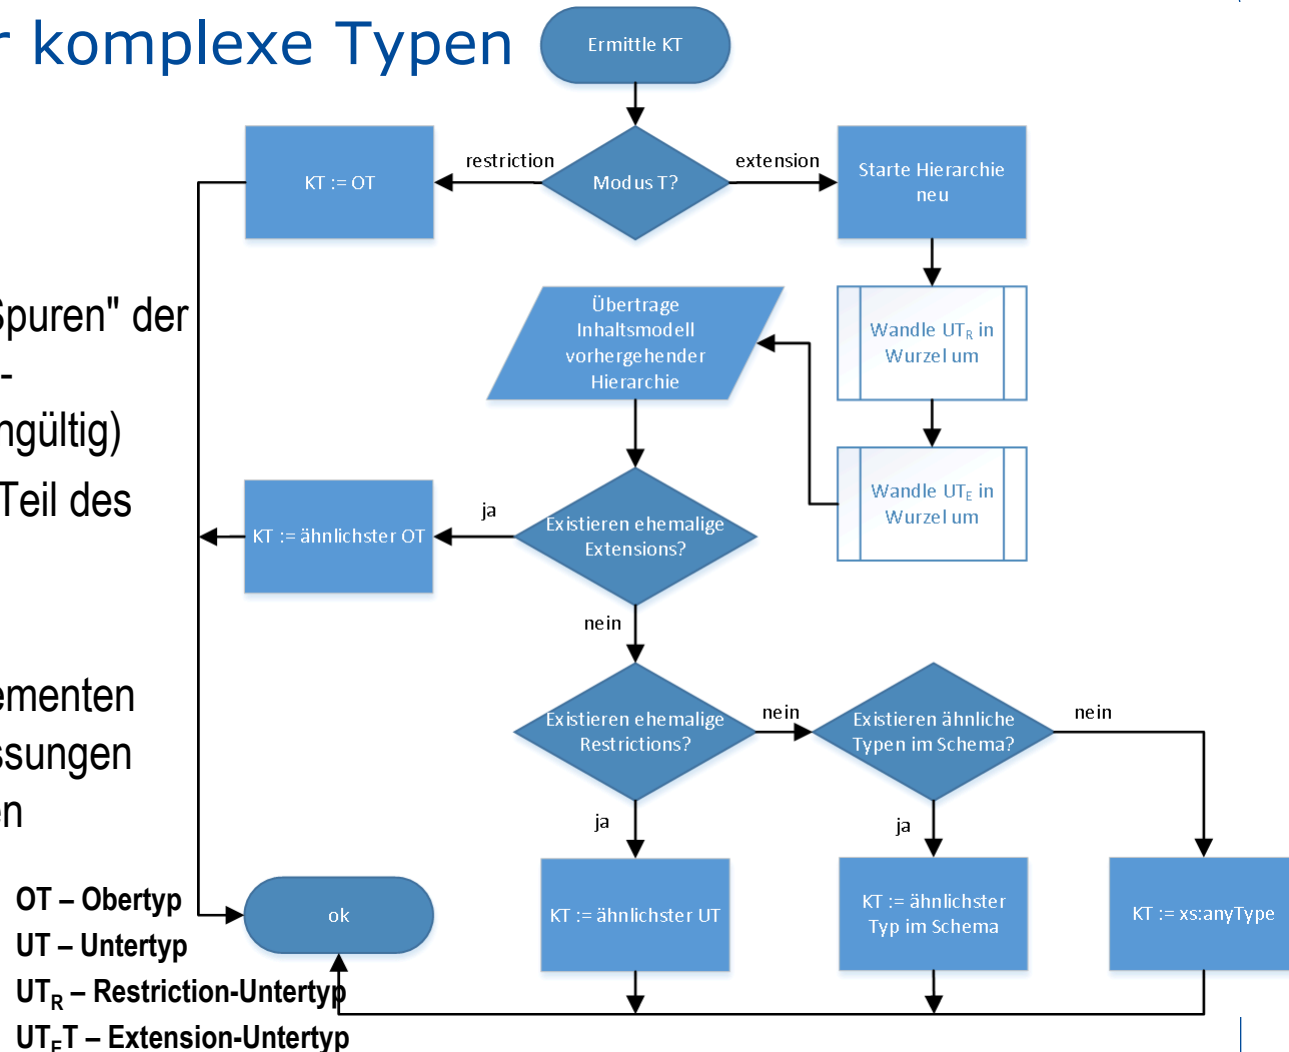 r komplexe Typen
Ermittle KT
restriction
extension
KT := OT
Modus T?
Starte Hierarchie
neu
Spuren" der
-
ngültig)
Teil des
Übertrage
Inhaltsmodell
vorhergehender
Hierarchie
Wandle UTR in
Wurzel um
Wandle UTE in
Wurzel um
ja
KT := ähnlichster OT
Existieren ehemalige
Extensions?
nein
ementen
ssungen
en
Existieren ehemalige
Restrictions?
nein
Existieren ähnliche
Typen im Schema?
nein
ja
ja
KT := ähnlichster UT
KT := ähnlichster
Typ im Schema
KT := xs:anyType
ok
OT – Obertyp
UT – Untertyp
UTR – Restriction-Untertyp
UTET – Extension-Untertyp